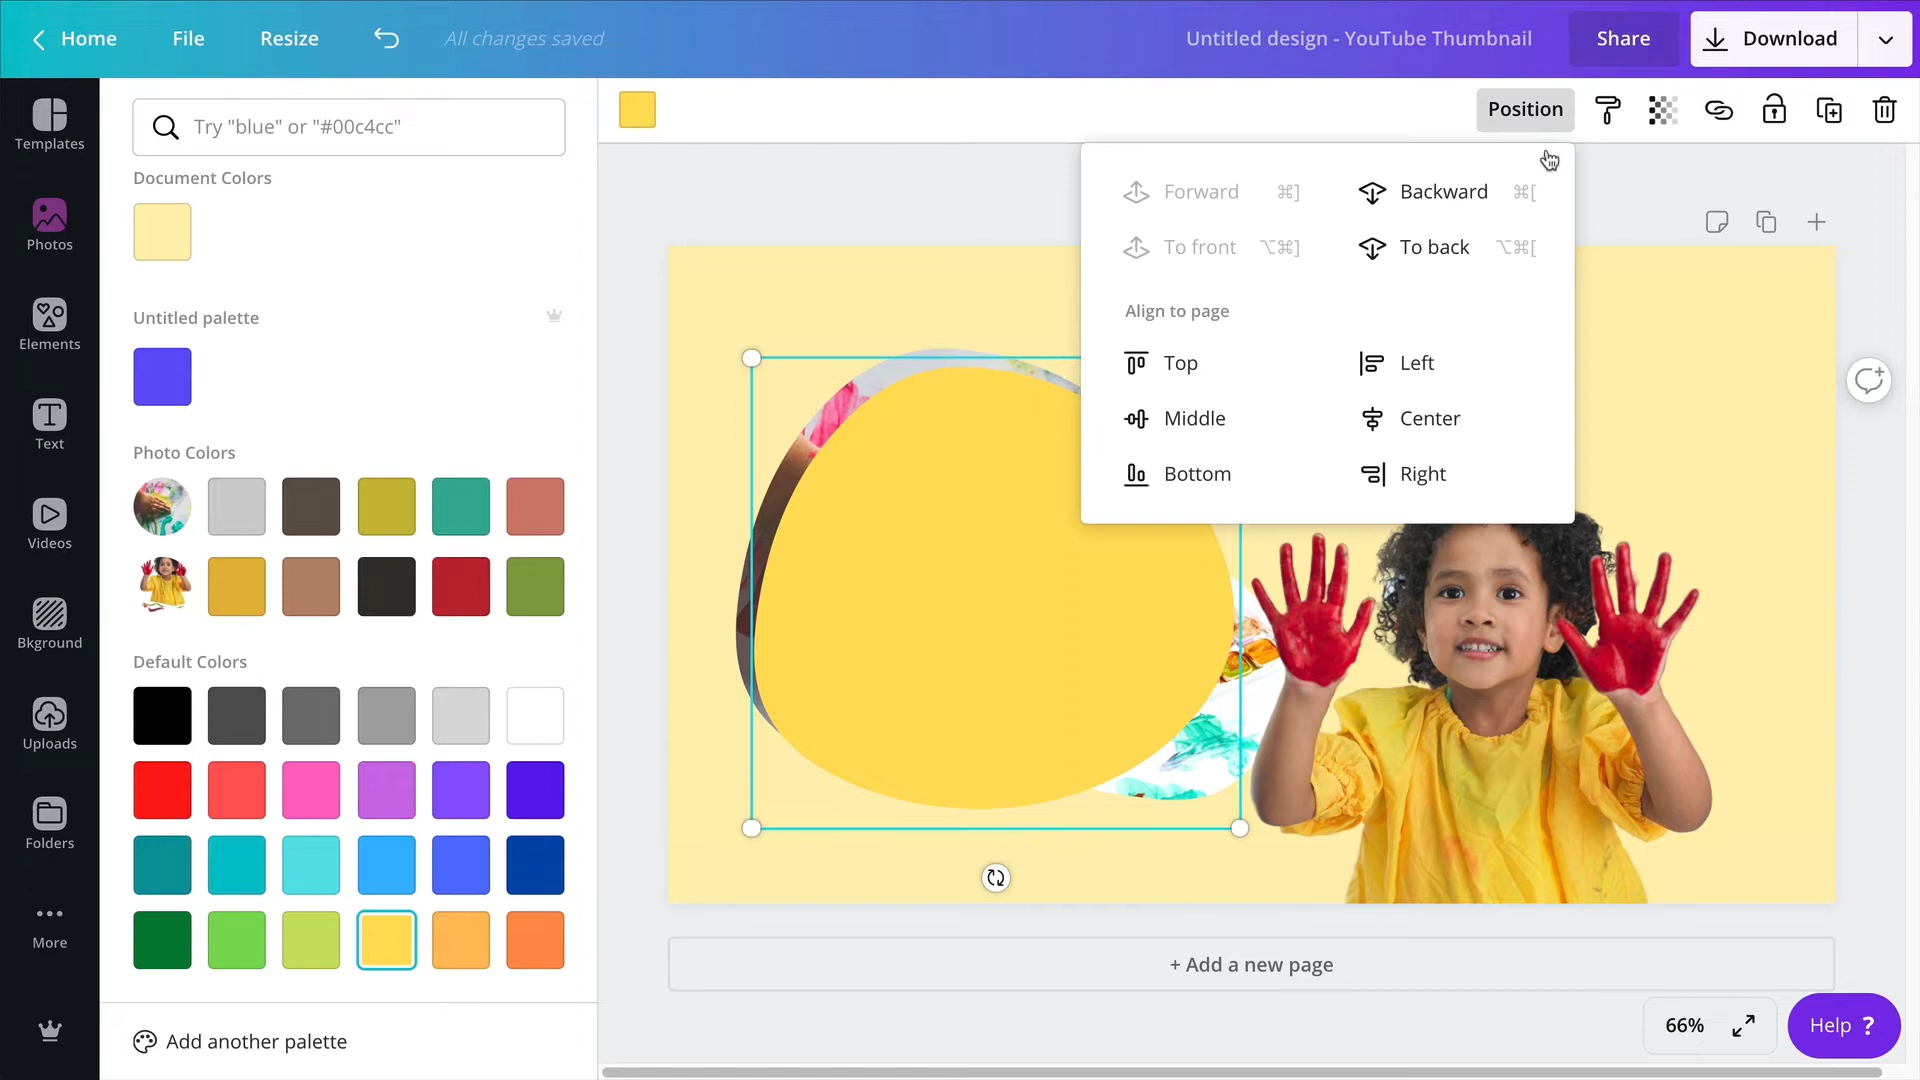 Home
File
Resize
All changes saved
Untitled design - YouTube Thumbnail
Share
Download
Templates
Photos
Elements
Text
Videos
Bkground
Uploads
Folders
More
Try "blue" or "#00c4cc"
Document Colors
Untitled palette
Photo Colors
Default Colors
Add another palette
Position
Forward ⌘]
Backward ⌘[
To front ⌥⌘]
To back ⌥⌘[
Align to page
Top
Left
Middle
Center
Bottom
Right
+ Add a new page
66%
Help ?